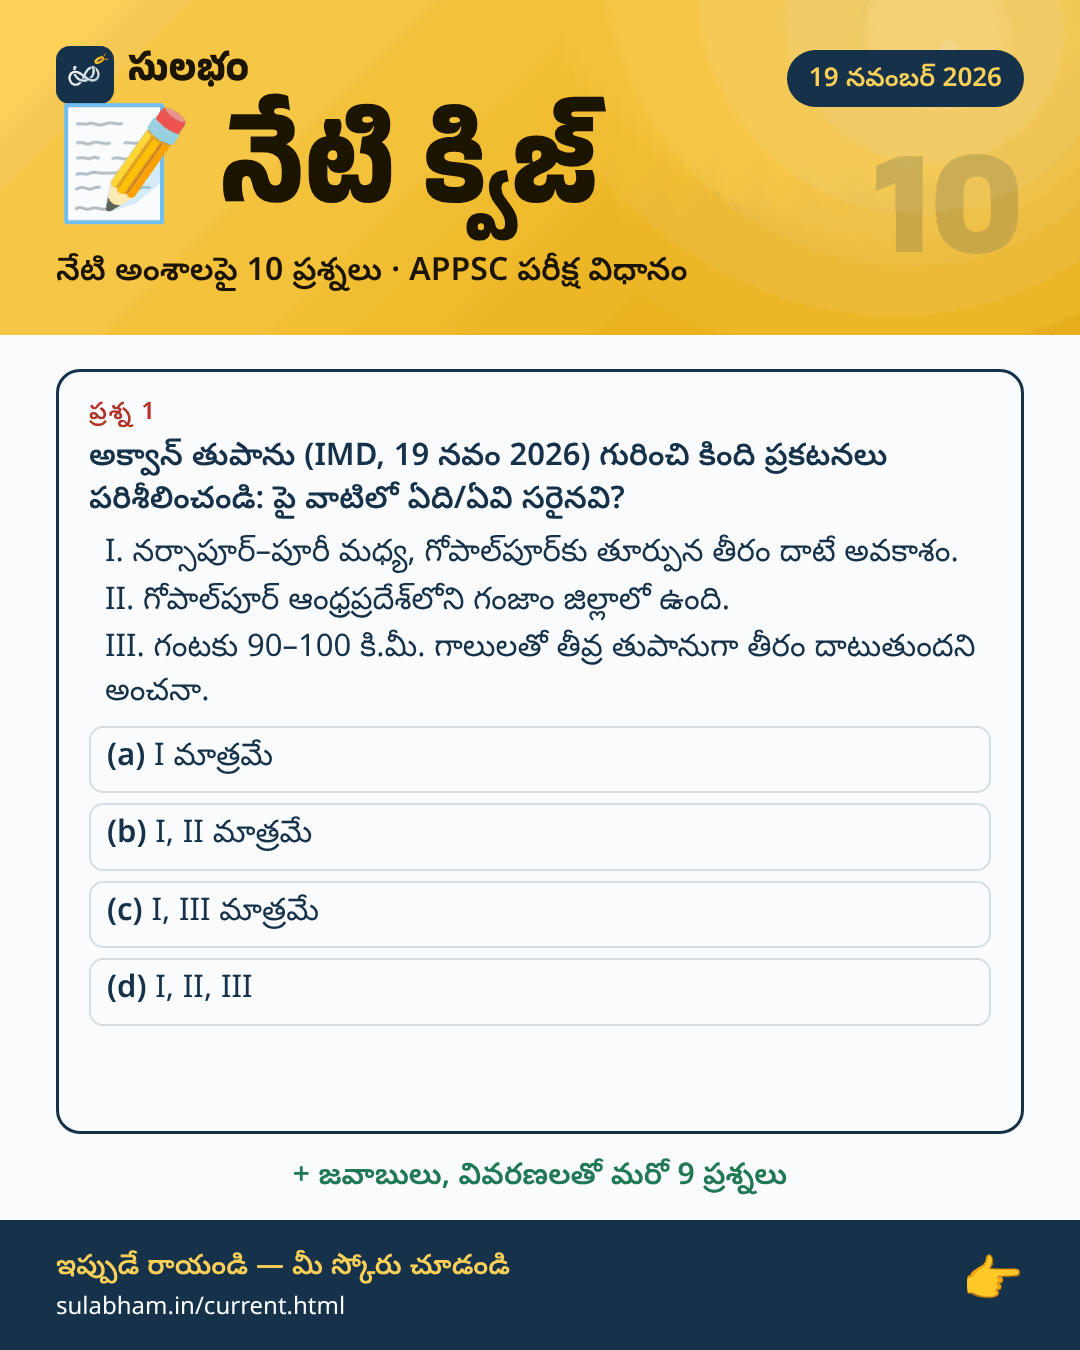 సులభం
19 నవంబర్ 2026
నేటి క్విజ్
10
నేటి అంశాలపై 10 ప్రశ్నలు · APPSC పరీక్ష విధానం
ప్రశ్న 1
అక్వాన్ తుపాను (IMD, 19 నవం 2026) గురించి కింది ప్రకటనలు
పరిశీలించండి: పై వాటిలో ఏది/ఏవి సరైనవి?
I. నర్సాపూర్–పూరీ మధ్య, గోపాల్‌పూర్‌కు తూర్పున తీరం దాటే అవకాశం.
II. గోపాల్‌పూర్ ఆంధ్రప్రదేశ్‌లోని గంజాం జిల్లాలో ఉంది.
III. గంటకు 90–100 కి.మీ. గాలులతో తీవ్ర తుపానుగా తీరం దాటుతుందని
అంచనా.
(a) I మాత్రమే
(b) I, II మాత్రమే
(c) I, III మాత్రమే
(d) I, II, III
+ జవాబులు, వివరణలతో మరో 9 ప్రశ్నలు
ఇప్పుడే రాయండి — మీ స్కోరు చూడండి
sulabham.in/current.html